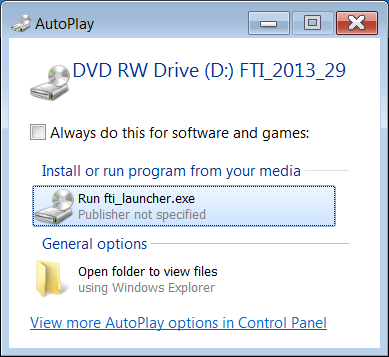 AutoPlay
DVD RW Drive (D:) FTI_2013_29
Always do this for software and games:
Install or run program from your media
Run fti_launcher.exe
Publisher not specified
General options
Open folder to view files
using Windows Explorer
View more AutoPlay options in Control Panel